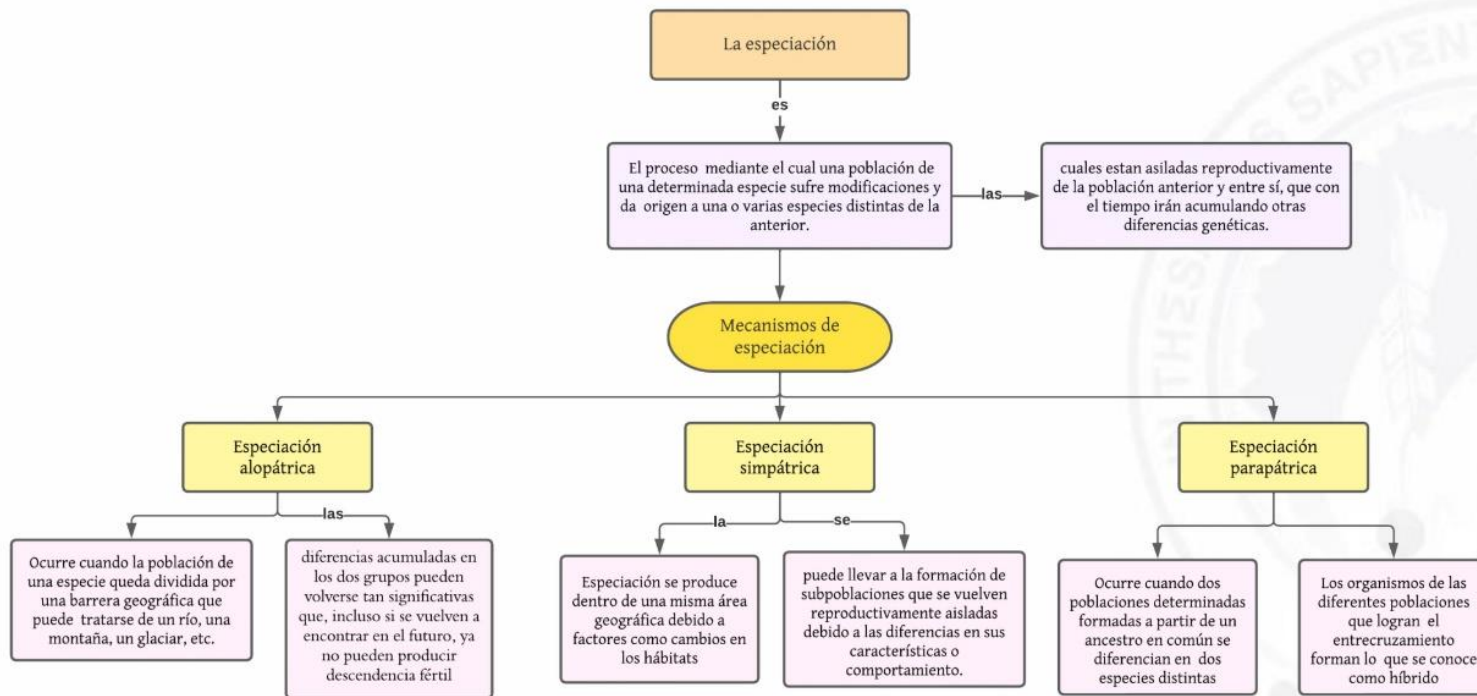 La especiación
es
El proceso mediante el cual una población de
una determinada especie sufre modificaciones y
da origen a una o varias especies distintas de la
anterior.
las
cuales estan asiladas reproductivamente
de la población anterior y entre sí, que con
el tiempo irán acumulando otras
diferencias genéticas.
Mecanismos de
especiación
Especiación
alopátrica
las
Ocurre cuando la población de
una especie queda dividida por
una barrera geográfica que
puede tratarse de un río, una
montaña, un glaciar, etc.
diferencias acumuladas en
los dos grupos pueden
volverse tan significativas
que, incluso si se vuelven a
encontrar en el futuro, ya
no pueden producir
descendencia fértil
Especiación
simpátrica
la
se
Especiación se produce
dentro de una misma área
geográfica debido a
factores como cambios en
los hábitats
puede llevar a la formación de
subpoblaciones que se vuelven
reproductivamente aisladas
debido a las diferencias en sus
características o
comportamiento.
Especiación
parapátrica
Ocurre cuando dos
poblaciones determinadas
formadas a partir de un
ancestro en común se
diferencian en dos
especies distintas
Los organismos de las
diferentes poblaciones
que logran el
entrecruzamiento
forman lo que se conoce
como híbrido